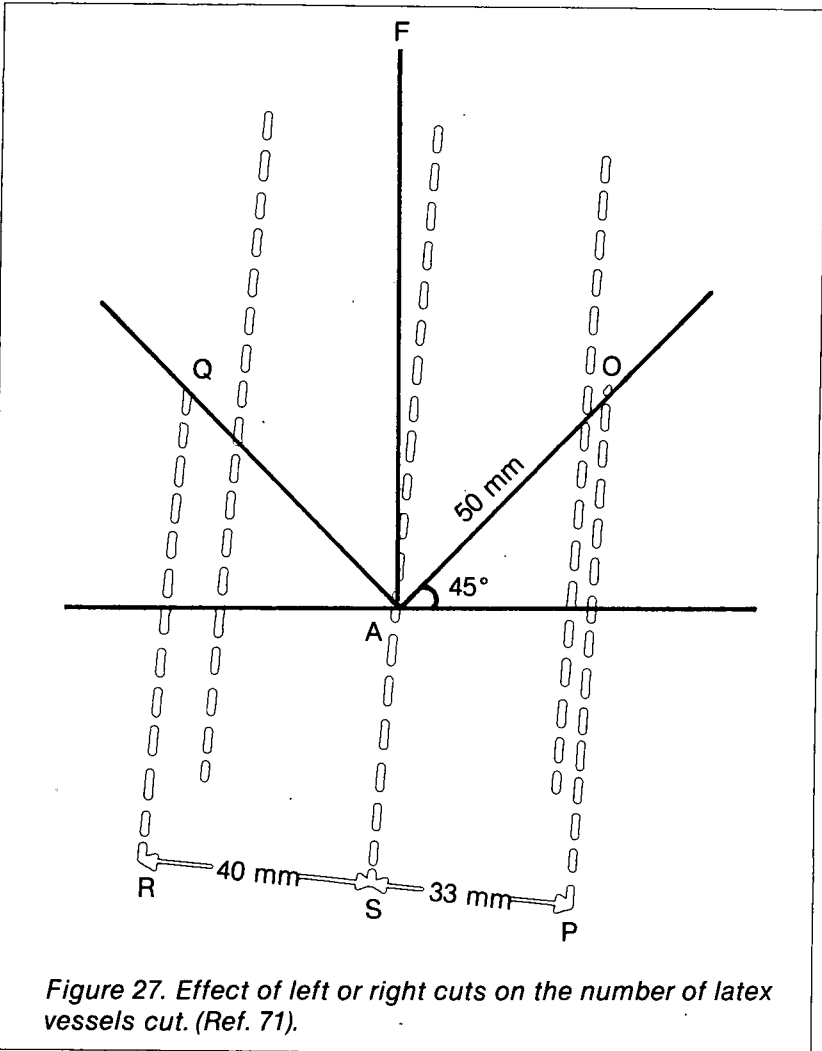 F
Q
O
50 mm
45°
A
40 mm
33 mm
R
S
P
Figure 27. Effect of left or right cuts on the number of latex
vessels cut. (Ref. 71).